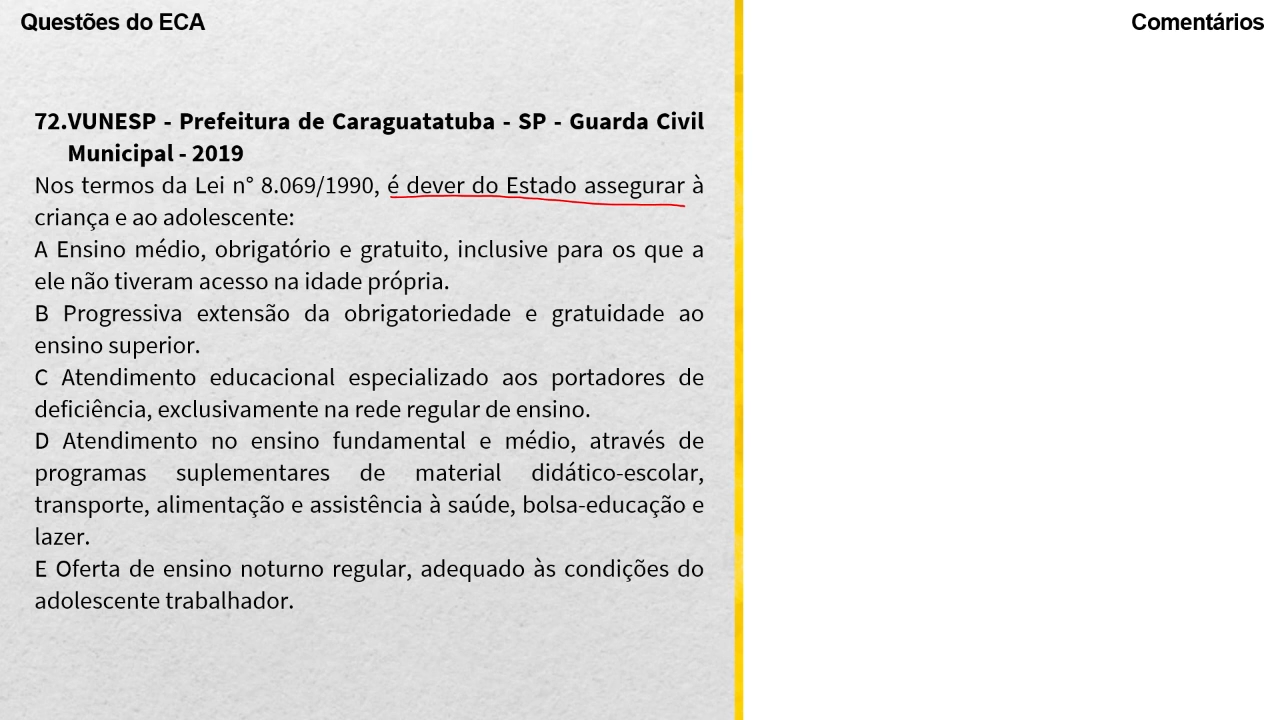 Questões do ECA
Comentários
72.VUNESP - Prefeitura de Caraguatatuba - SP - Guarda Civil
Municipal - 2019
Nos termos da Lei n° 8.069/1990, é dever do Estado assegurar à
criança e ao adolescente:
A Ensino médio, obrigatório e gratuito, inclusive para os que a
ele não tiveram acesso na idade própria.
B Progressiva extensão da obrigatoriedade e gratuidade ao
ensino superior.
C Atendimento educacional especializado aos portadores de
deficiência, exclusivamente na rede regular de ensino.
D Atendimento no ensino fundamental e médio, através de
programas suplementares de material didático-escolar,
transporte, alimentação e assistência à saúde, bolsa-educação e
lazer.
E Oferta de ensino noturno regular, adequado às condições do
adolescente trabalhador.